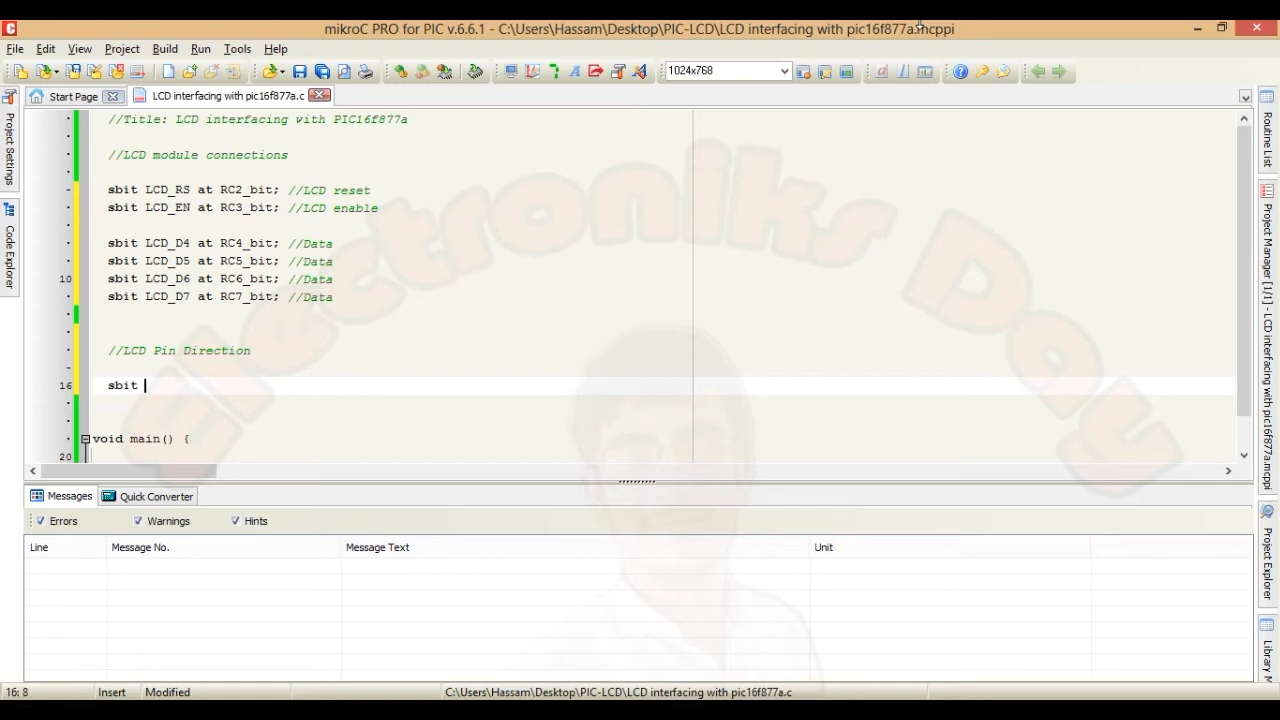 mikroC PRO for PIC v.6.6.1 - C:\Users\Hassam\Desktop\PIC-LCD\LCD interfacing with pic16f877a.mcppi
File Edit View Project Build Run Tools Help
1024x768
Start Page
LCD interfacing with pic16f877a.c
Project Settings
Code Explorer
//Title: LCD interfacing with PIC16f877a
//LCD module connections
sbit LCD_RS at RC2_bit; //LCD reset
sbit LCD_EN at RC3_bit; //LCD enable
sbit LCD_D4 at RC4_bit; //Data
sbit LCD_D5 at RC5_bit; //Data
10 sbit LCD_D6 at RC6_bit; //Data
sbit LCD_D7 at RC7_bit; //Data
//LCD Pin Direction
16 sbit
void main() {
20
Electroniks Day
Routine List
Project Manager [1/1] - LCD interfacing with pic16f877a.mcppi
Project Explorer
Library M
Messages Quick Converter
Errors Warnings Hints
Line Message No. Message Text Unit
16: 8 Insert Modified C:\Users\Hassam\Desktop\PIC-LCD\LCD interfacing with pic16f877a.c